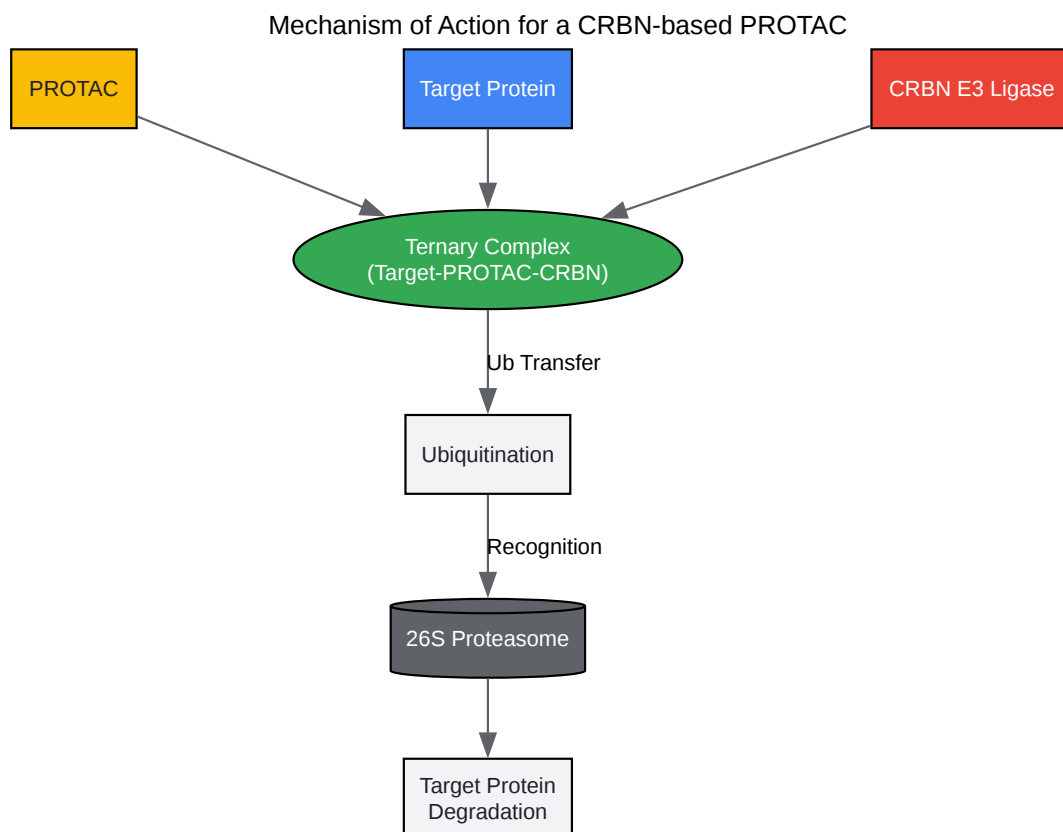 Mechanism of Action for a CRBN-based PROTAC
PROTAC
Target Protein
CRBN E3 Ligase
Ternary Complex
(Target-PROTAC-CRBN)
Ub Transfer
Ubiquitination
Recognition
26S Proteasome
Target Protein
Degradation